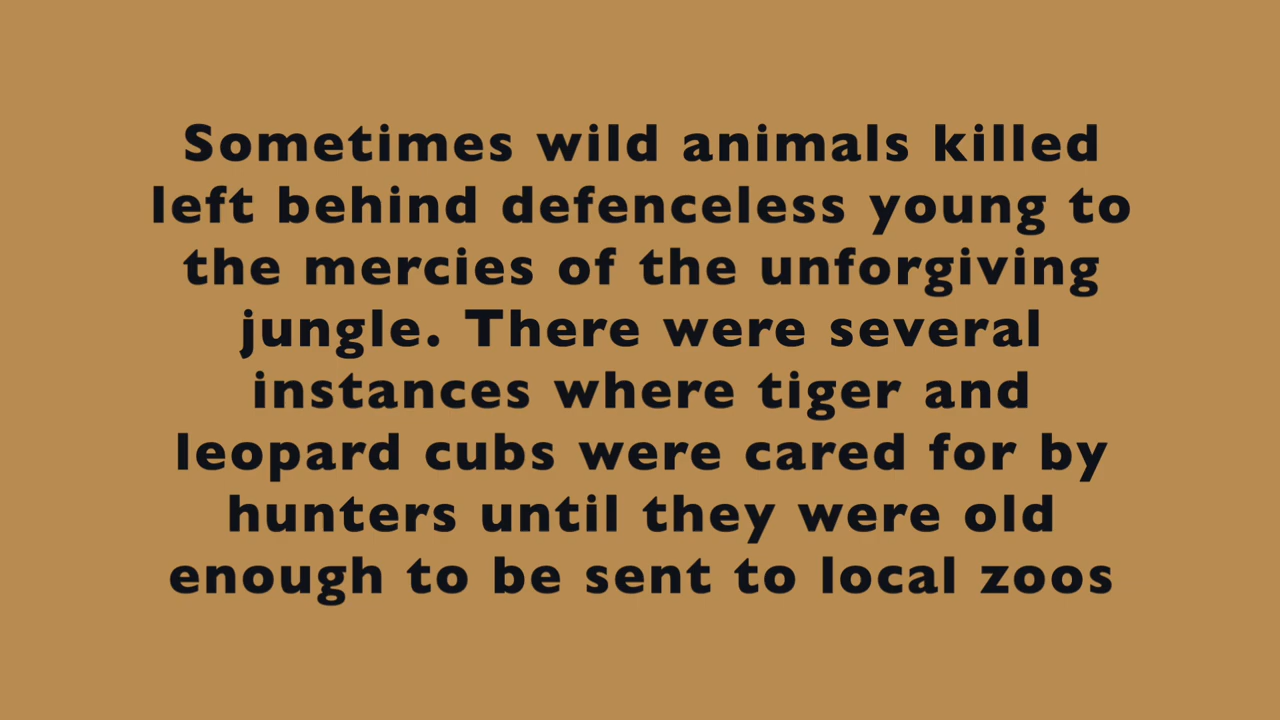 Sometimes wild animals killed
left behind defenceless young to
the mercies of the unforgiving
jungle. There were several
instances where tiger and
leopard cubs were cared for by
hunters until they were old
enough to be sent to local zoos